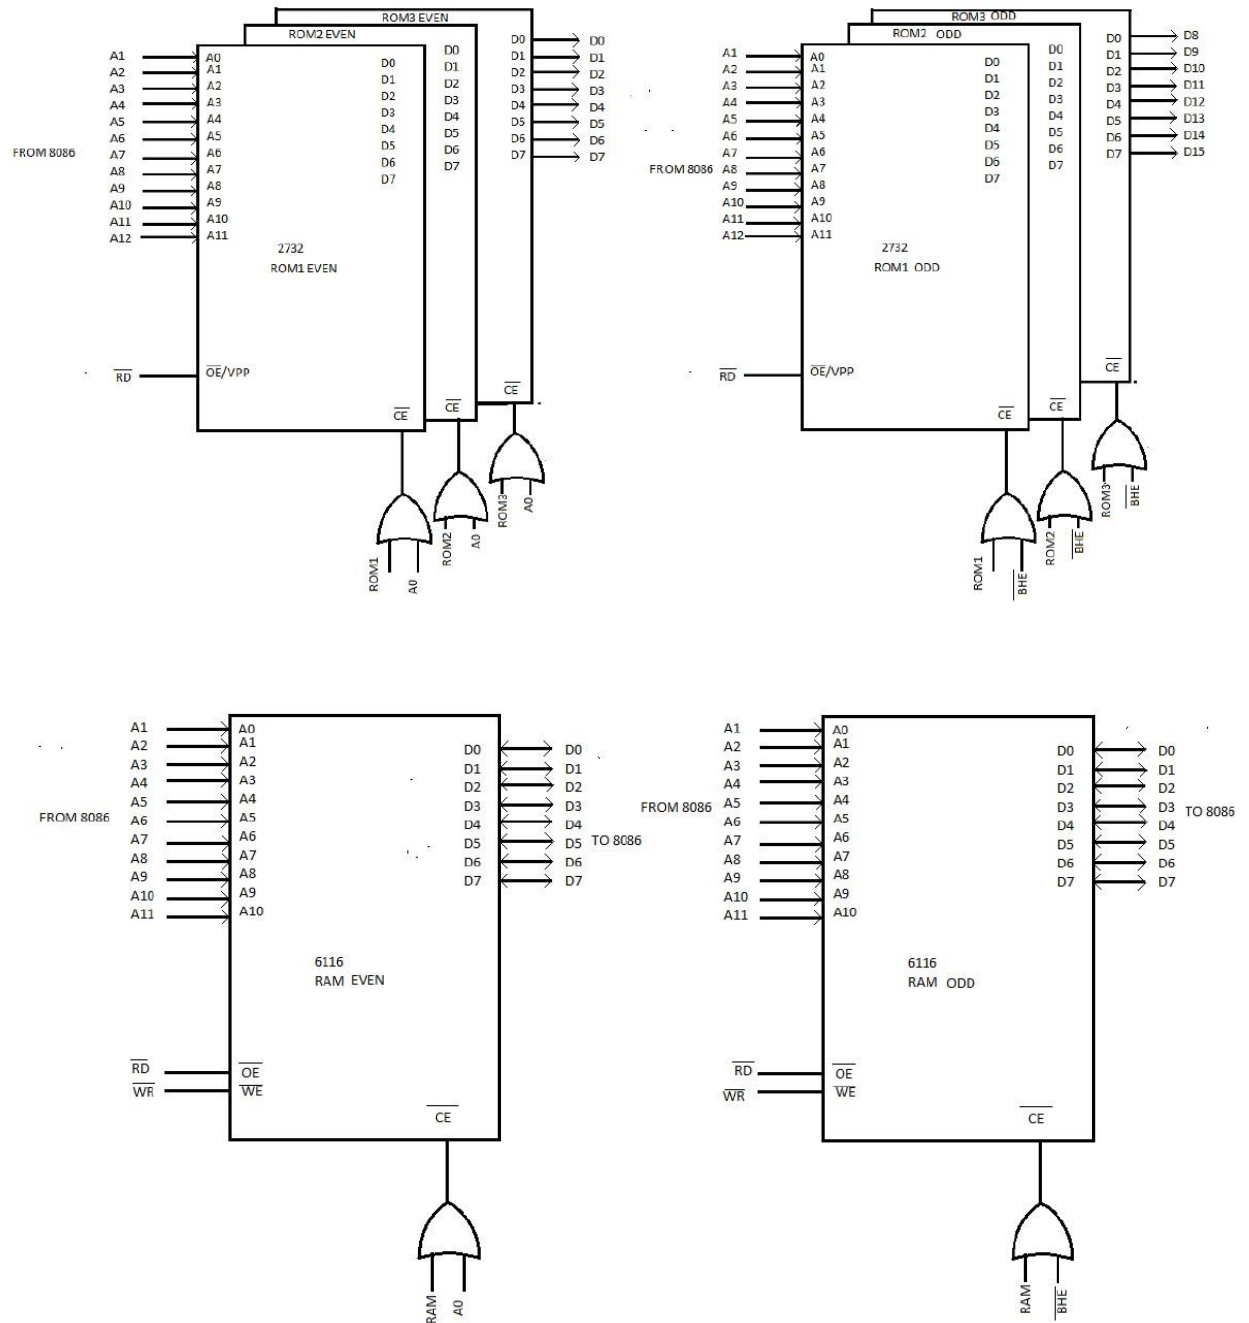 ROM3 EVEN
ROM2 EVEN
A1 A0 D0 D0 D0 D0
A2 A1 D1 D1 D1 D1
A3 A2 D2 D2 D2 D2
A4 A3 D3 D3 D3 D3
A5 A4 D4 D4 D4 D4
A6 A5 D5 D5 D5 D5
A7 A6 D6 D6 D6 D6
A8 A7 D7 D7 D7 D7
A9 A8
A10 A9
A11 A10
A12 A11
FROM 8086
2732
ROM1 EVEN
RD OE/VPP
CE CE CE
ROM1 A0 ROM2 A0 ROM3 A0
ROM3 ODD
ROM2 ODD
A1 A0 D0 D0 D0 D8
A2 A1 D1 D1 D1 D9
A3 A2 D2 D2 D2 D10
A4 A3 D3 D3 D3 D11
A5 A4 D4 D4 D4 D12
A6 A5 D5 D5 D5 D13
A7 A6 D6 D6 D6 D14
A8 A7 D7 D7 D7 D15
A9 A8
A10 A9
A11 A10
A12 A11
FROM 8086
2732
ROM1 ODD
RD OE/VPP
CE CE CE
ROM1 BHE ROM2 BHE ROM3 BHE
A1 A0 D0 D0
A2 A1 D1 D1
A3 A2 D2 D2
A4 A3 D3 D3
A5 A4 D4 D4
A6 A5 D5 D5
A7 A6 D6 D6
A8 A7 D7 D7
A9 A8
A10 A9
A11 A10
FROM 8086
TO 8086
6116
RAM EVEN
RD OE
WR WE
CE
RAM A0
A1 A0 D0 D0
A2 A1 D1 D1
A3 A2 D2 D2
A4 A3 D3 D3
A5 A4 D4 D4
A6 A5 D5 D5
A7 A6 D6 D6
A8 A7 D7 D7
A9 A8
A10 A9
A11 A10
FROM 8086
TO 8086
6116
RAM ODD
RD OE
WR WE
CE
RAM BHE